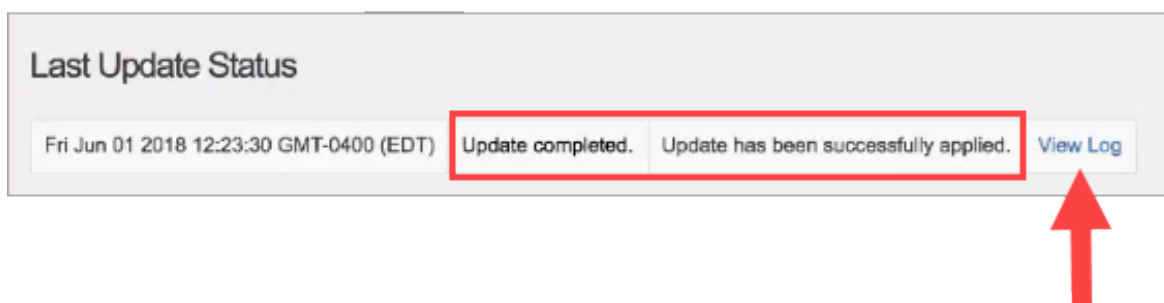 Last Update Status
Fri Jun 01 2018 12:23:30 GMT-0400 (EDT) Update completed. Update has been successfully applied. View Log